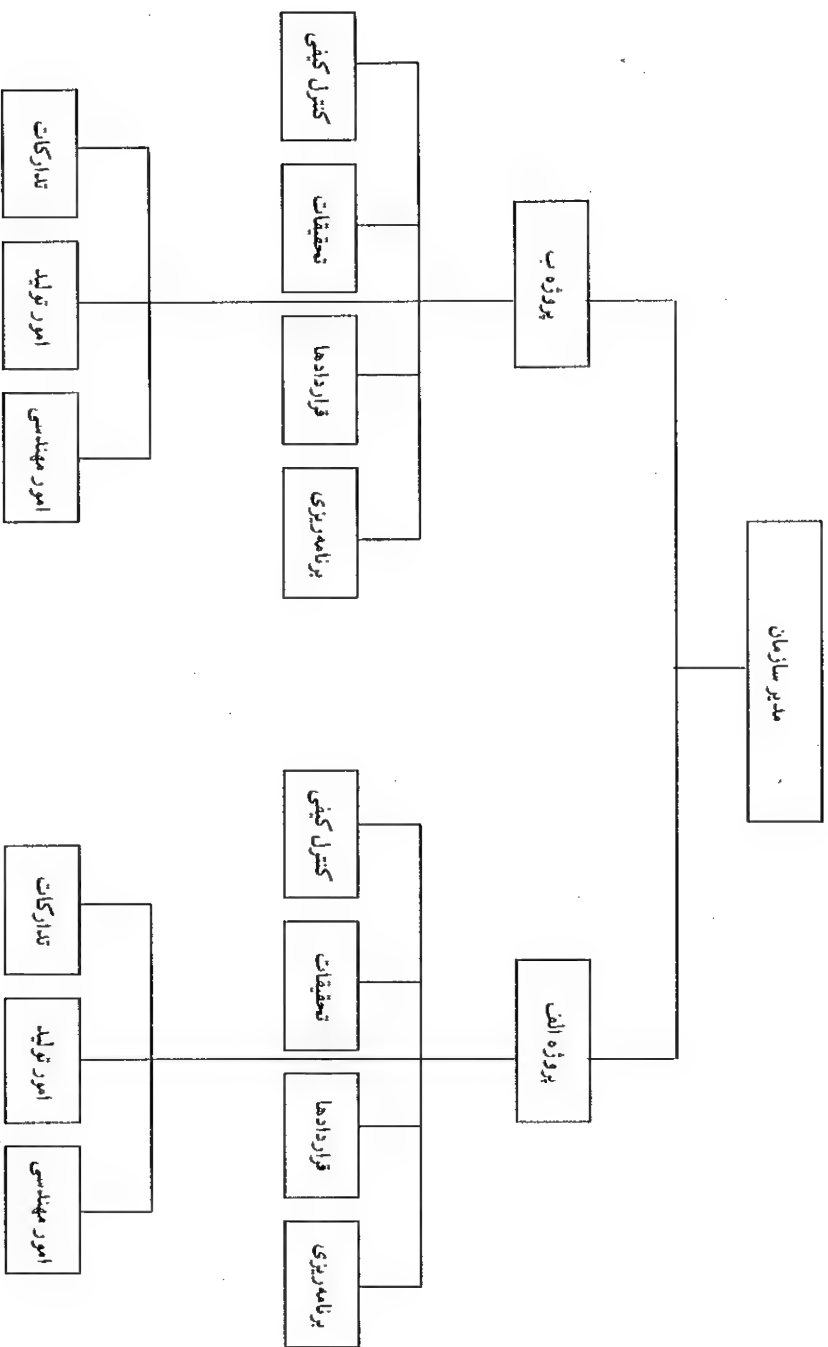 مدیر سازمان
پروژه الف
پروژه ب
برنامه‌ریزی
قراردادها
تحقیقات
کنترل کیفی
برنامه‌ریزی
قراردادها
تحقیقات
کنترل کیفی
امور مهندسی
امور تولید
تدارکات
امور مهندسی
امور تولید
تدارکات